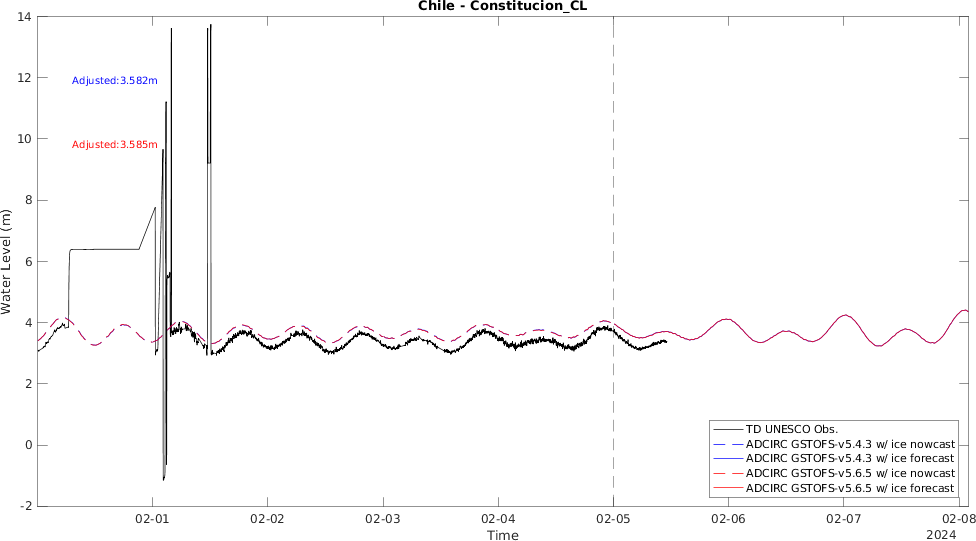 Chile - Constitucion_CL
14
12
10
8
6
4
2
0
-2
Water Level (m)
Adjusted:3.582m
Adjusted:3.585m
TD UNESCO Obs.
ADCIRC GSTOFS-v5.4.3 w/ ice nowcast
ADCIRC GSTOFS-v5.4.3 w/ ice forecast
ADCIRC GSTOFS-v5.6.5 w/ ice nowcast
ADCIRC GSTOFS-v5.6.5 w/ ice forecast
02-01 02-02 02-03 02-04 02-05 02-06 02-07 02-08
Time
2024